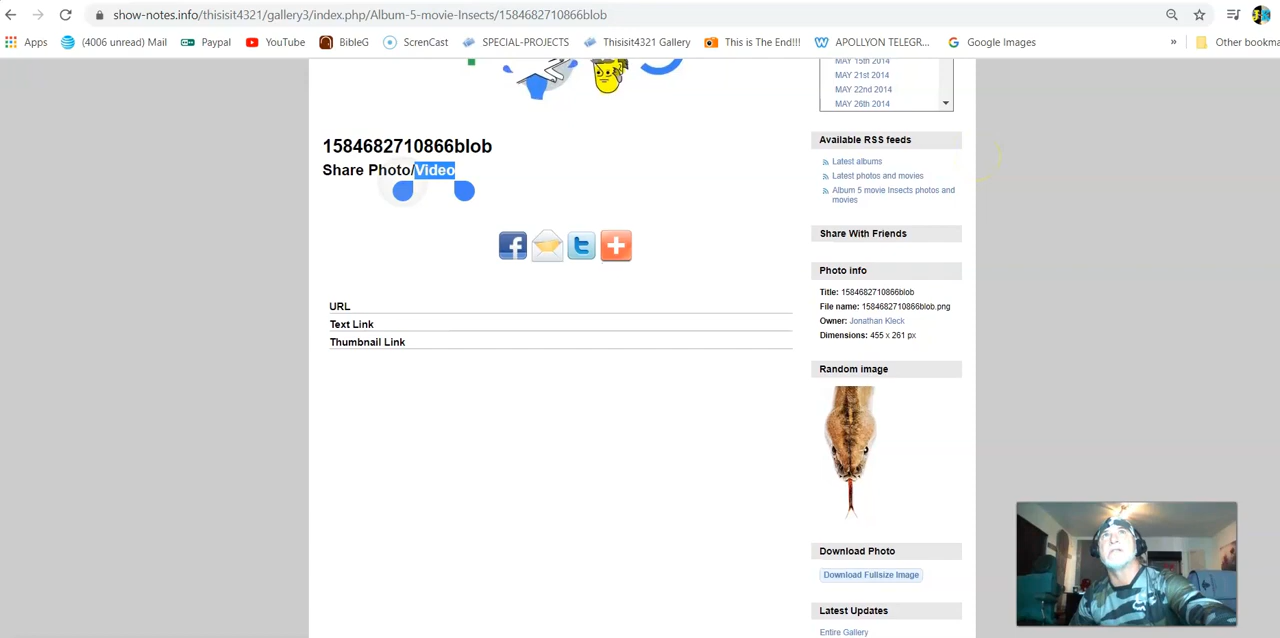 show-notes.info/thisisit4321/gallery3/index.php/Album-5-movie-Insects/1584682710866blob
Apps (4006 unread) Mail Paypal YouTube BibleG ScrenCast SPECIAL-PROJECTS Thisisit4321 Gallery This is The End!!! APOLLYON TELEGR... Google Images » Other bookma
MAY 15th 2014
MAY 21st 2014
MAY 22nd 2014
MAY 26th 2014
1584682710866blob
Share Photo/Video
URL
Text Link
Thumbnail Link
Available RSS feeds
Latest albums
Latest photos and movies
Album 5 movie Insects photos and
movies
Share With Friends
Photo info
Title: 1584682710866blob
File name: 1584682710866blob.png
Owner: Jonathan Kleck
Dimensions: 455 x 261 px
Random image
Download Photo
Download Fullsize Image
Latest Updates
Entire Gallery